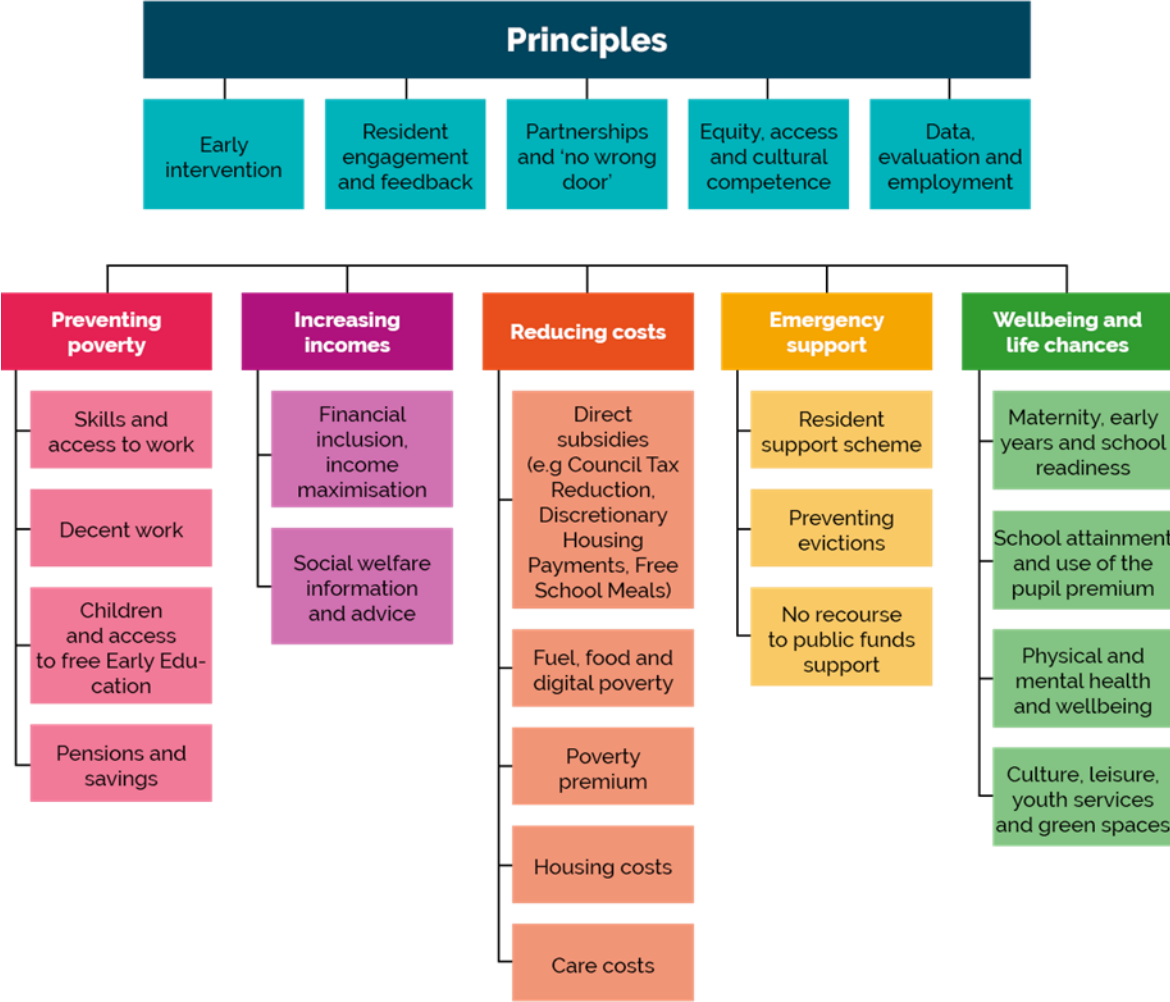 Principles
Early
intervention
Resident
engagement
and feedback
Partnerships
and ‘no wrong
door’
Equity, access
and cultural
competence
Data,
evaluation and
employment
Preventing
poverty
Skills and
access to work
Decent work
Children
and access
to free Early Edu-
cation
Pensions and
savings
Increasing
incomes
Financial
inclusion,
income
maximisation
Social welfare
information
and advice
Reducing costs
Direct
subsidies
(e.g Council Tax
Reduction,
Discretionary
Housing
Payments, Free
School Meals)
Fuel, food and
digital poverty
Poverty
premium
Housing costs
Care costs
Emergency
support
Resident
support scheme
Preventing
evictions
No recourse
to public funds
support
Wellbeing and
life chances
Maternity, early
years and school
readiness
School attainment
and use of the
pupil premium
Physical and
mental health
and wellbeing
Culture, leisure,
youth services
and green spaces